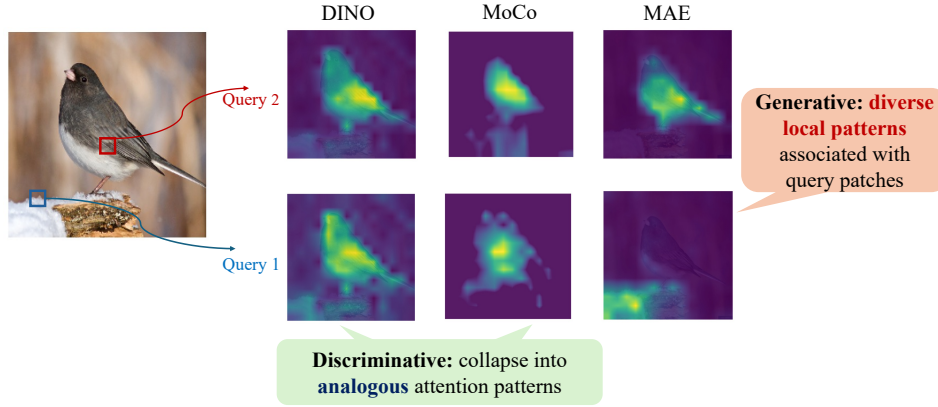 DINO
MoCo
MAE
Query 2
Query 1
Generative: diverse
local patterns
associated with
query patches
Discriminative: collapse into
analogous attention patterns